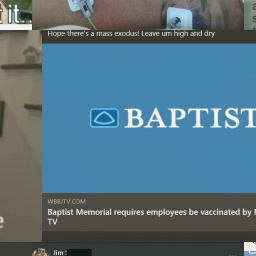 it..
Hope there's a mass exodus! Leave um high and dry
BAPTIST
WBBJTV.COM
Baptist Memorial requires employees be vaccinated by
TV
Jim